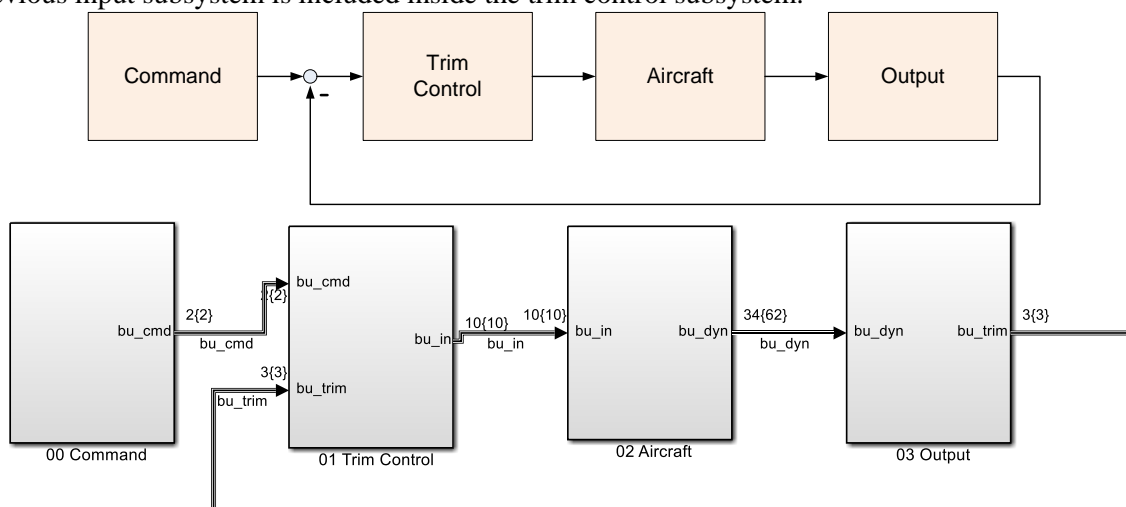 vious input subsystem is included inside the trim control subsystem.
Command
Trim
Control
Aircraft
Output
-
bu_cmd
2{2}
bu_cmd
{2}
bu_cmd
3{3}
bu_trim
bu_trim
bu_in
10{10}
bu_in
10{10}
bu_in
bu_dyn
34{62}
bu_dyn
bu_dyn
bu_trim
3{3}
00 Command
01 Trim Control
02 Aircraft
03 Output